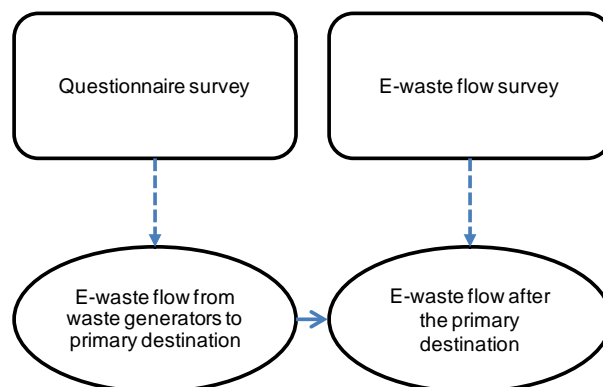 Questionnaire survey
E-waste flow survey
E-waste flow from
waste generators to
primary destination
E-waste flow after
the primary
destination